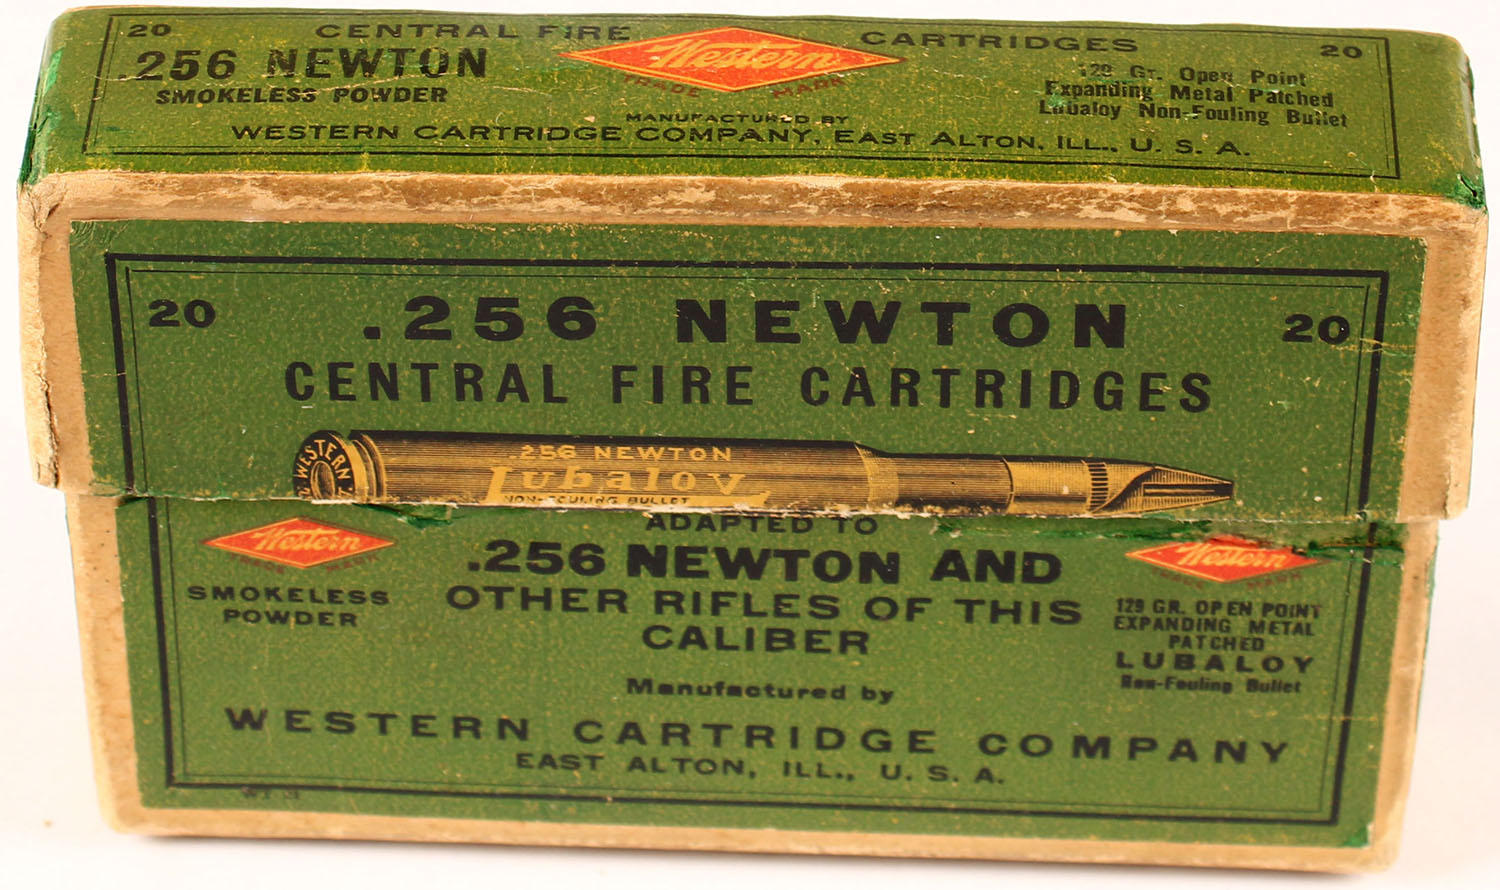 20 CENTRAL FIRE Western CARTRIDGES 20
.256 NEWTON
SMOKELESS POWDER
TRADE MARK
129 Gr. Open Point
Expanding Metal Patched
Lubaloy Non-Fouling Bullet
MANUFACTURED BY
WESTERN CARTRIDGE COMPANY, EAST ALTON, ILL., U. S. A.
20 .256 NEWTON 20
CENTRAL FIRE CARTRIDGES
WESTERN
.256 NEWTON
Lubaloy
NON-FOULING BULLET
ADAPTED TO
Western
SMOKELESS
POWDER
.256 NEWTON AND
OTHER RIFLES OF THIS
CALIBER
Western
129 GR. OPEN POINT
EXPANDING METAL
PATCHED
LUBALOY
Non-Fouling Bullet
Manufactured by
WESTERN CARTRIDGE COMPANY
EAST ALTON, ILL., U. S. A.